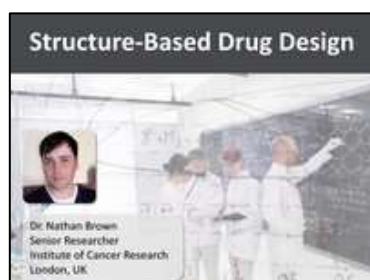 Structure-Based Drug Design
Dr. Nathan Brown
Senior Researcher
Institute of Cancer Research
London, UK